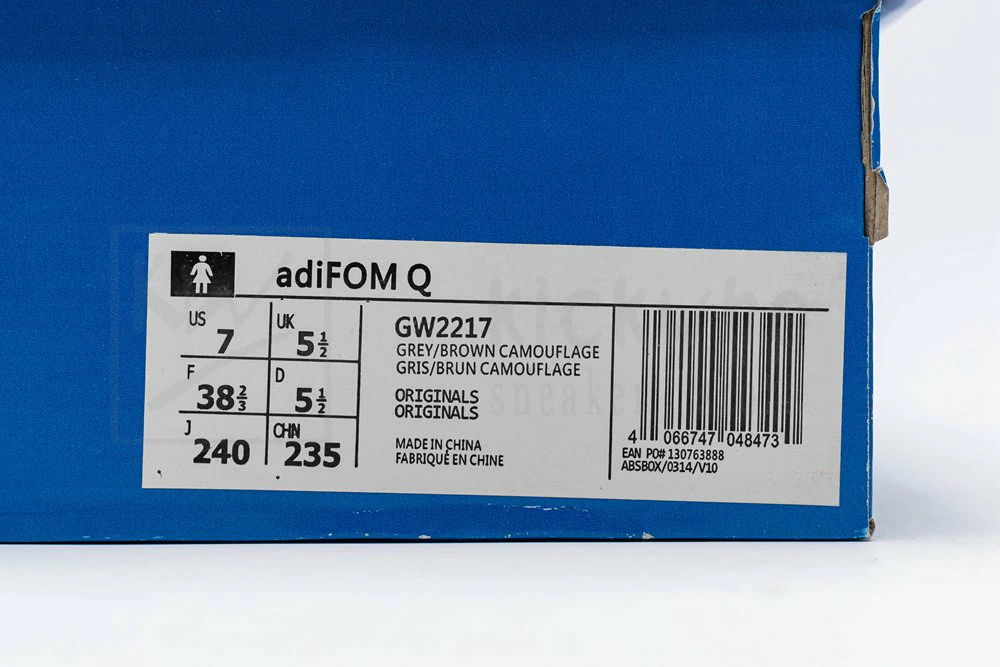 adiFOM Q
US 7
UK 5 1/2
F 38 2/3
D 5 1/2
J 240
CHN 235
GW2217
GREY/BROWN CAMOUFLAGE
GRIS/BRUN CAMOUFLAGE
ORIGINALS
ORIGINALS
MADE IN CHINA
FABRIQUÉ EN CHINE
4 066747 048473
EAN PO# 130763888
ABSBOX/0314/V10